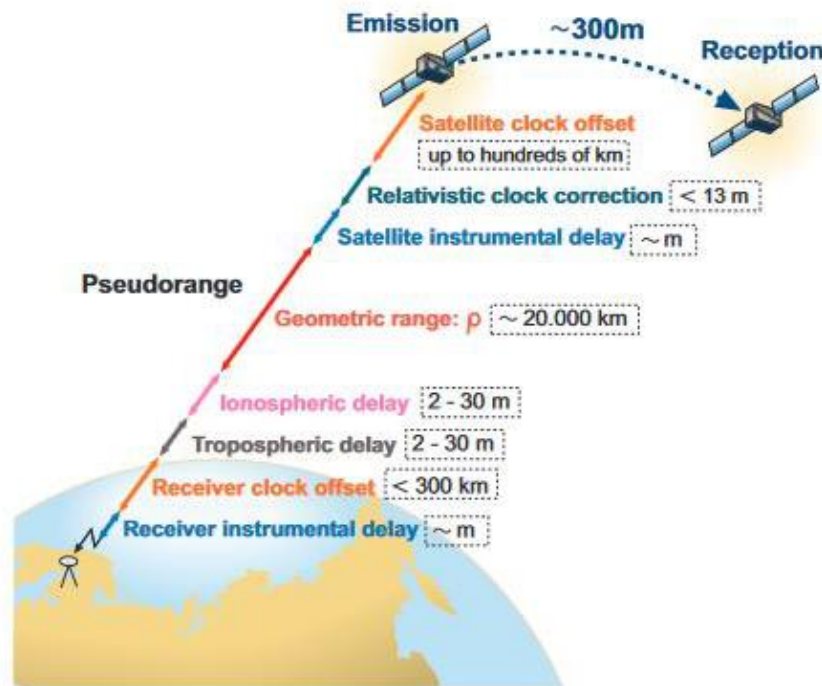 Emission
~300m
Reception
Satellite clock offset
up to hundreds of km
Relativistic clock correction < 13 m
Satellite instrumental delay ~ m
Pseudorange
Geometric range: ρ ~ 20.000 km
Ionospheric delay 2 - 30 m
Tropospheric delay 2 - 30 m
Receiver clock offset < 300 km
Receiver instrumental delay ~ m